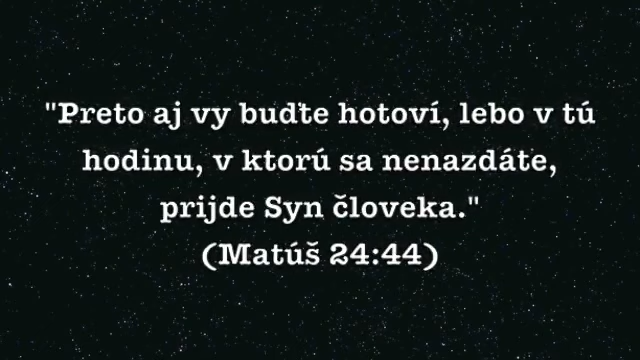 "Preto aj vy buďte hotoví, lebo v tú
hodinu, v ktorú sa nenazdáte,
prijde Syn človeka."
(Matúš 24:44)